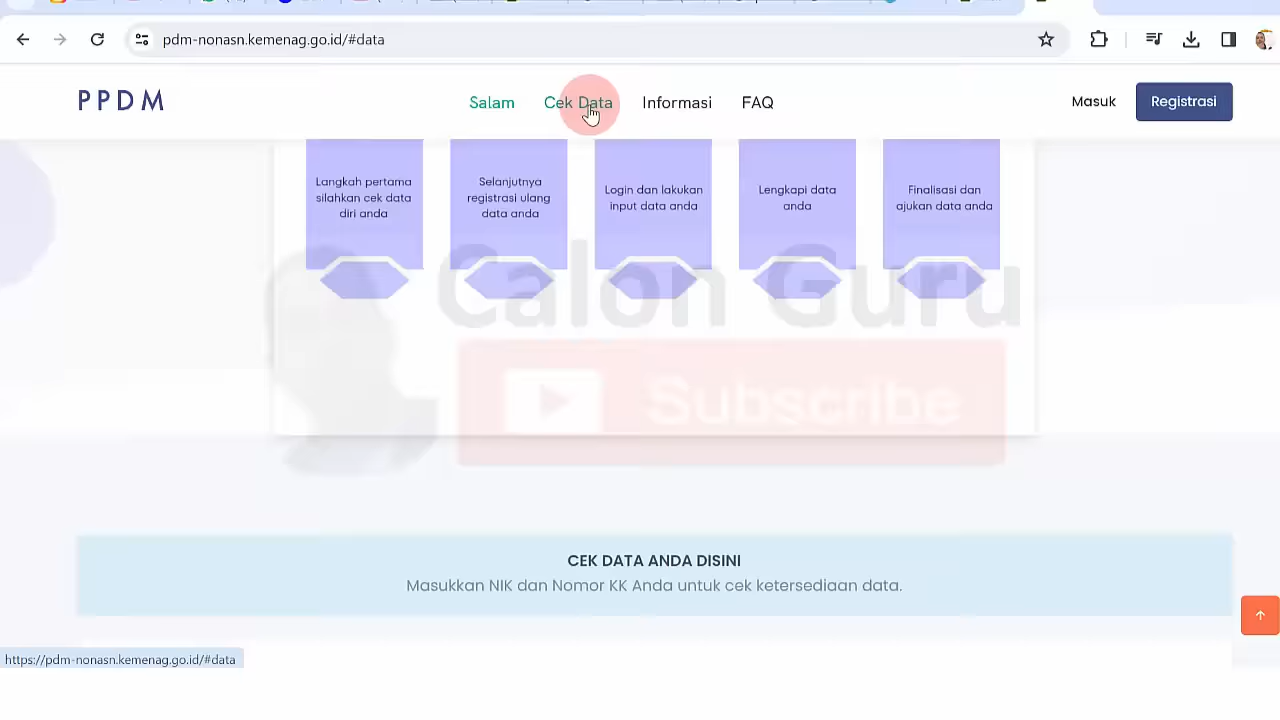 pdm-nonasn.kemenag.go.id/#data
PPDM
Salam
Cek Data
Informasi
FAQ
Masuk
Registrasi
Langkah pertama
silahkan cek data
diri anda
Selanjutnya
registrasi ulang
data anda
Login dan lakukan
input data anda
Lengkapi data
anda
Finalisasi dan
ajukan data anda
Calon Guru
Subscribe
CEK DATA ANDA DISINI
Masukkan NIK dan Nomor KK Anda untuk cek ketersediaan data.
https://pdm-nonasn.kemenag.go.id/#data